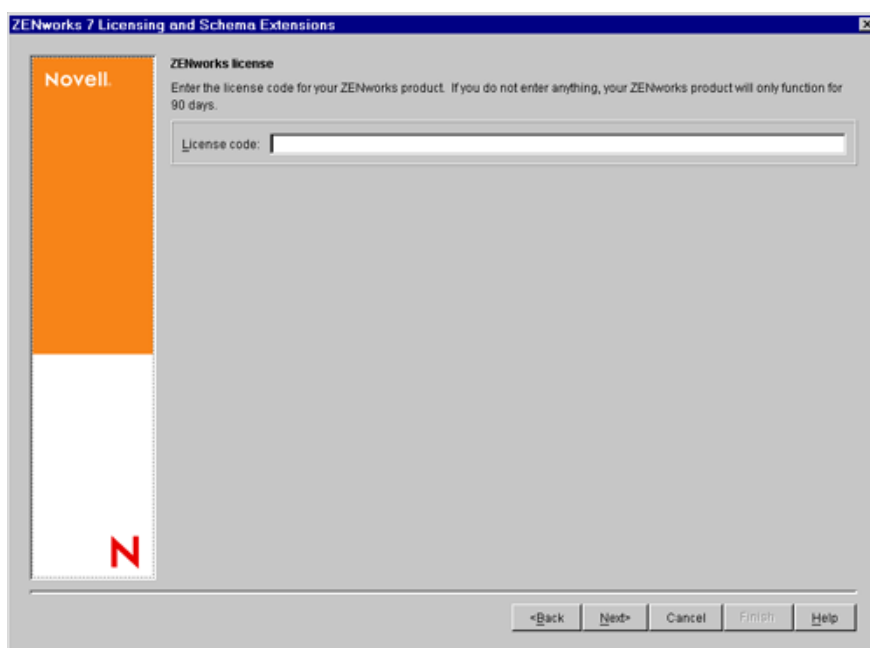 ZENworks 7 Licensing and Schema Extensions
Novell.
ZENworks license
Enter the license code for your ZENworks product. If you do not enter anything, your ZENworks product will only function for
90 days.
License code:
N
<Back Next> Cancel Finish Help